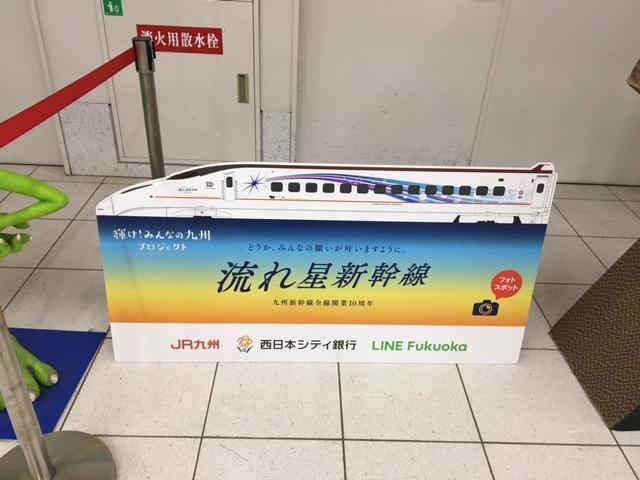 消火用散水栓
輝け!みんなの九州
プロジェクト
どうか、みんなの願いが叶いますように。
流れ星新幹線
九州新幹線全線開業10周年
フォト
スポット
JR九州
西日本シティ銀行
LINE Fukuoka